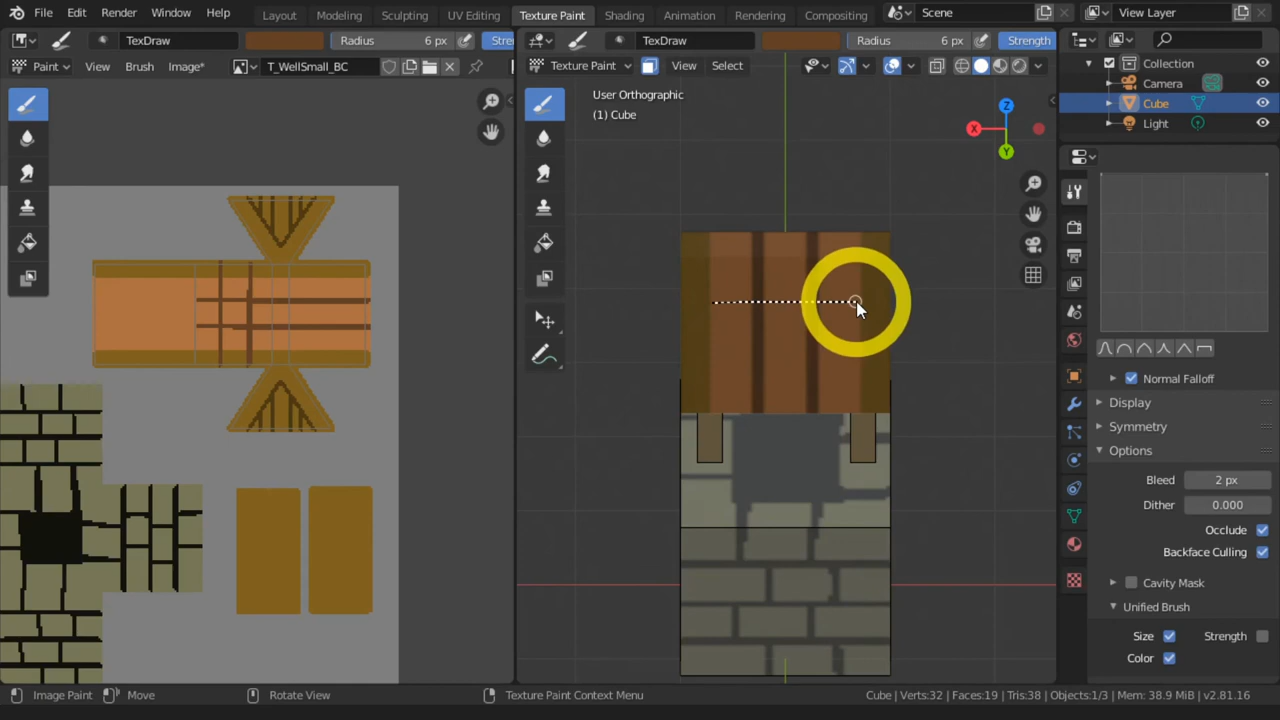 File Edit Render Window Help Layout Modeling Sculpting UV Editing Texture Paint Shading Animation Rendering Compositing Scene View Layer
TexDraw Radius 6 px TexDraw Radius 6 px Strength
Paint View Brush Image* T_WellSmall_BC Texture Paint View Select
Collection
Camera
Cube
Light
User Orthographic
(1) Cube
Z
X
Y
Normal Falloff
Display
Symmetry
Options
Bleed 2 px
Dither 0.000
Occlude
Backface Culling
Cavity Mask
Unified Brush
Size Strength
Color
Image Paint Move Rotate View Texture Paint Context Menu Cube | Verts:32 | Faces:19 | Tris:38 | Objects:1/3 | Mem: 38.9 MiB | v2.81.16